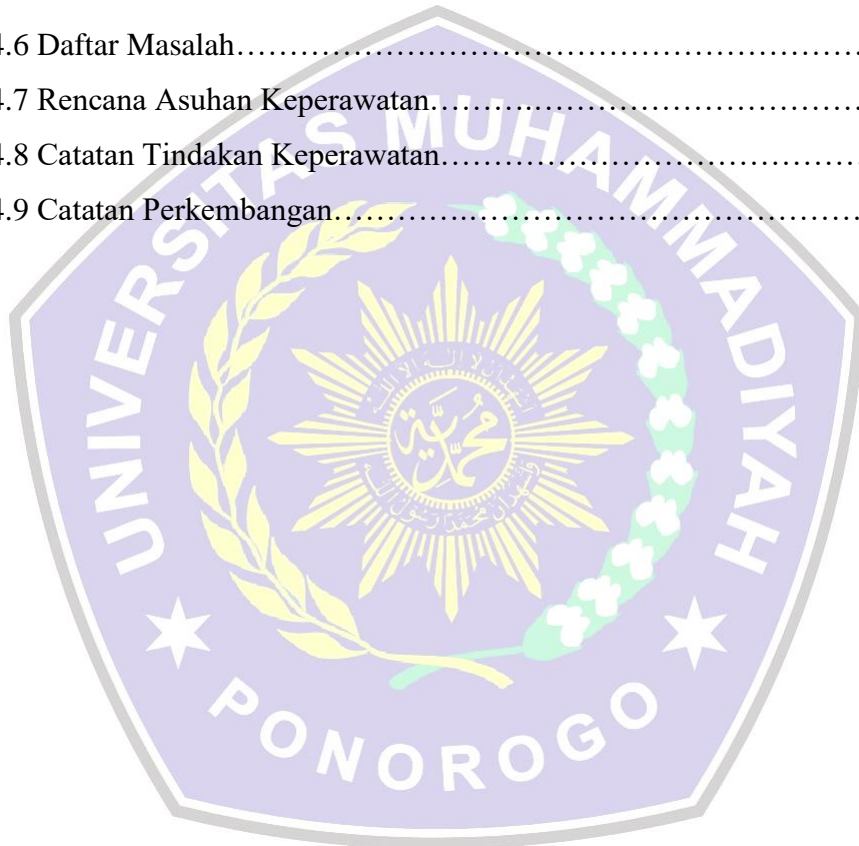 4.6 Daftar Masalah……………………………………………………
4.7 Rencana Asuhan Keperawatan……………………………………
4.8 Catatan Tindakan Keperawatan……………………………………
4.9 Catatan Perkembangan………………………………………………
UNIVERSITAS MUHAMMADIYAH
محمدية
PONOROGO